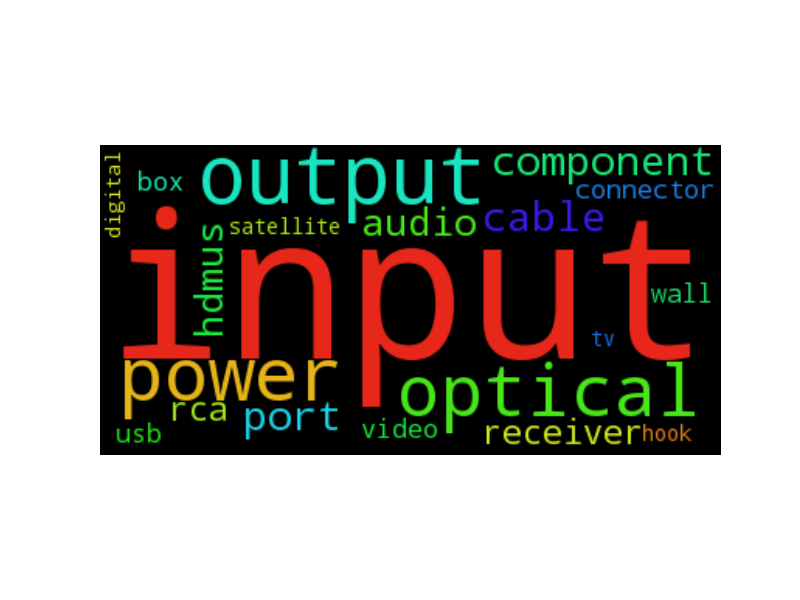 digital
box
output
component
connector
satellite
audio
cable
hdmus
input
wall
tv
power
optical
rca
port
usb
video
receiver
hook